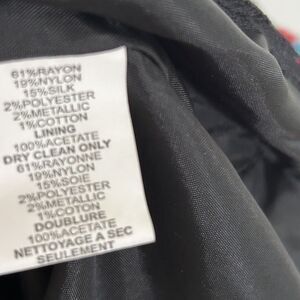 61%RAYON
19%NYLON
15%SILK
2%POLYESTER
2%METALLIC
1%COTTON
LINING
100%ACETATE
DRY CLEAN ONLY
61%RAYONNE
19%NYLON
15%SOIE
2%POLYESTER
2%METALLIC
1%COTTON
DOUBLURE
100%ACETATE
NETTOYAGE A SEC
SEULEMENT